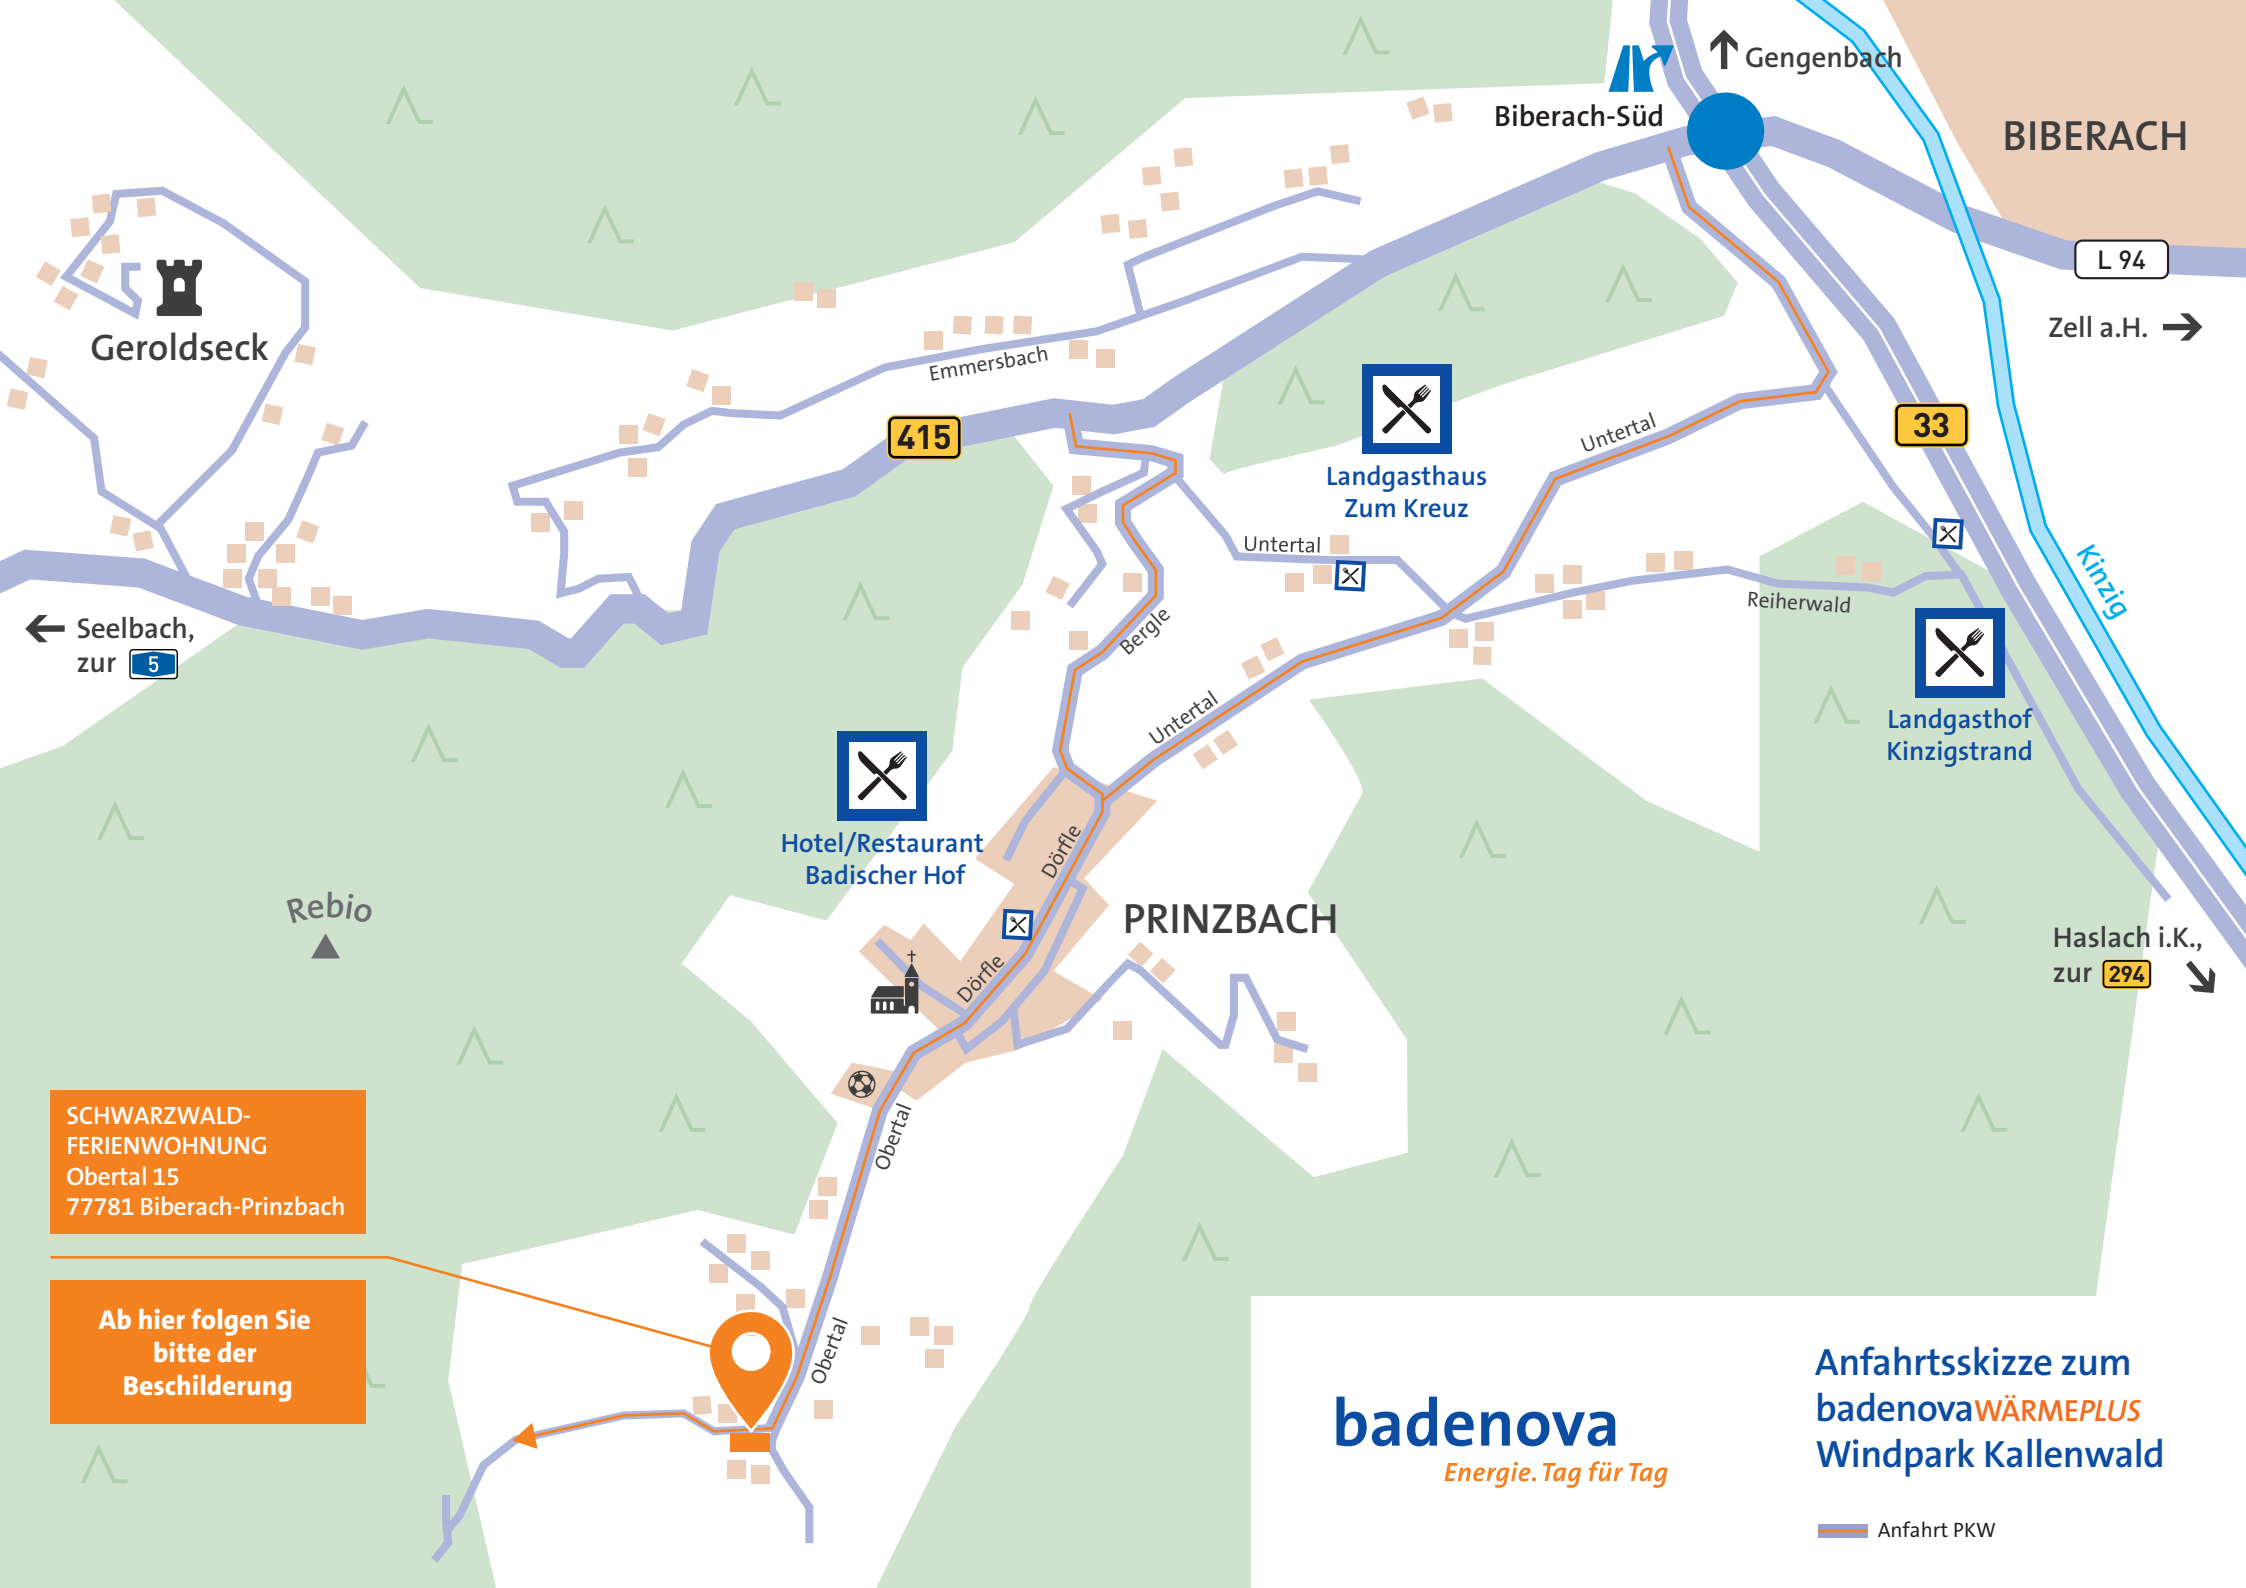 Gengenbach
Biberach-Süd
BIBERACH
L 94
Zell a.H.
Geroldseck
Emmersbach
415
33
Landgasthaus
Zum Kreuz
Untertal
Untertal
Reiherwald
Kinzig
Seelbach,
zur 5
Bergle
Untertal
Landgasthof
Kinzigstrand
Hotel/Restaurant
Badischer Hof
Dörfle
Rebio
PRINZBACH
Dörfle
Haslach i.K.,
zur 294
Obertal
SCHWARZWALD-
FERIENWOHNUNG
Obertal 15
77781 Biberach-Prinzbach
Ab hier folgen Sie
bitte der
Beschilderung
Obertal
badenova
Energie. Tag für Tag
Anfahrtsskizze zum
badenovaWÄRMEPLUS
Windpark Kallenwald
Anfahrt PKW